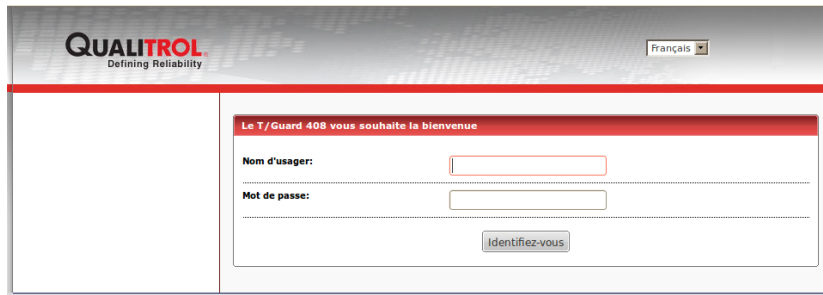 QUALITROL
Defining Reliability
Français
Le T/Guard 408 vous souhaite la bienvenue
Nom d'usager:
Mot de passe:
Identifiez-vous